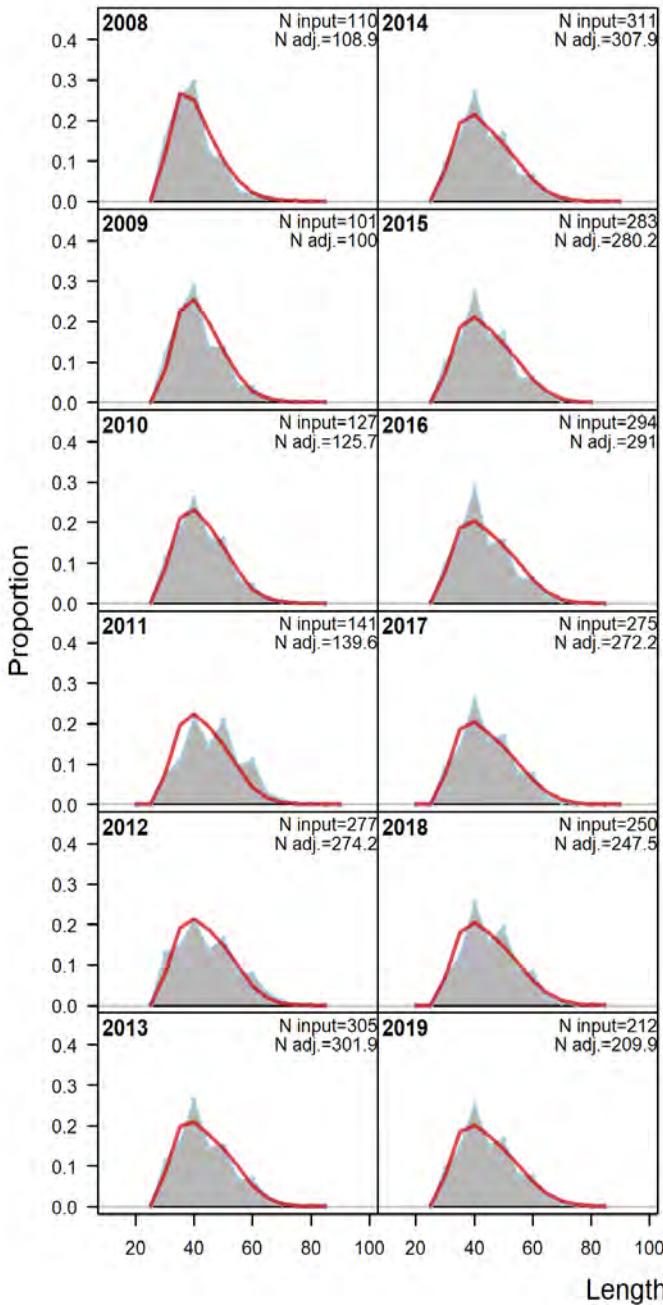 2008 N input=110
N adj.=108.9
0.4
0.3
0.2
0.1
0.0
2014 N input=311
N adj.=307.9
2009 N input=101
N adj.=100
0.4
0.3
0.2
0.1
0.0
2015 N input=283
N adj.=280.2
2010 N input=127
N adj.=125.7
0.4
0.3
0.2
0.1
0.0
2016 N input=294
N adj.=291
Proportion
2011 N input=141
N adj.=139.6
0.4
0.3
0.2
0.1
0.0
2017 N input=275
N adj.=272.2
2012 N input=277
N adj.=274.2
0.4
0.3
0.2
0.1
0.0
2018 N input=250
N adj.=247.5
2013 N input=305
N adj.=301.9
0.4
0.3
0.2
0.1
0.0
2019 N input=212
N adj.=209.9
20 40 60 80 100 20 40 60 80 100
Length